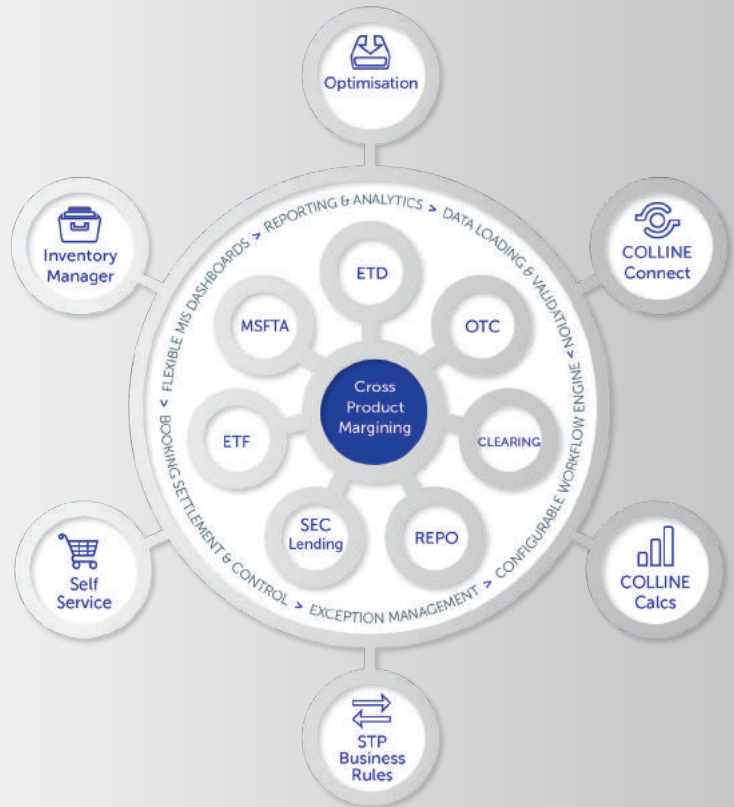 Optimisation
Inventory
Manager
COLLINE
Connect
FLEXIBLE MIS DASHBOARDS > REPORTING & ANALYTICS > DATA LOADING & VALIDATION >
CONFIGURABLE WORKFLOW ENGINE
EXCEPTION MANAGEMENT >
BOOKING SETTLEMENT & CONTROL >
<
ETD
MSFTA
OTC
Cross
Product
Margining
ETF
CLEARING
SEC
Lending
REPO
Self
Service
COLLINE
Calcs
STP
Business
Rules